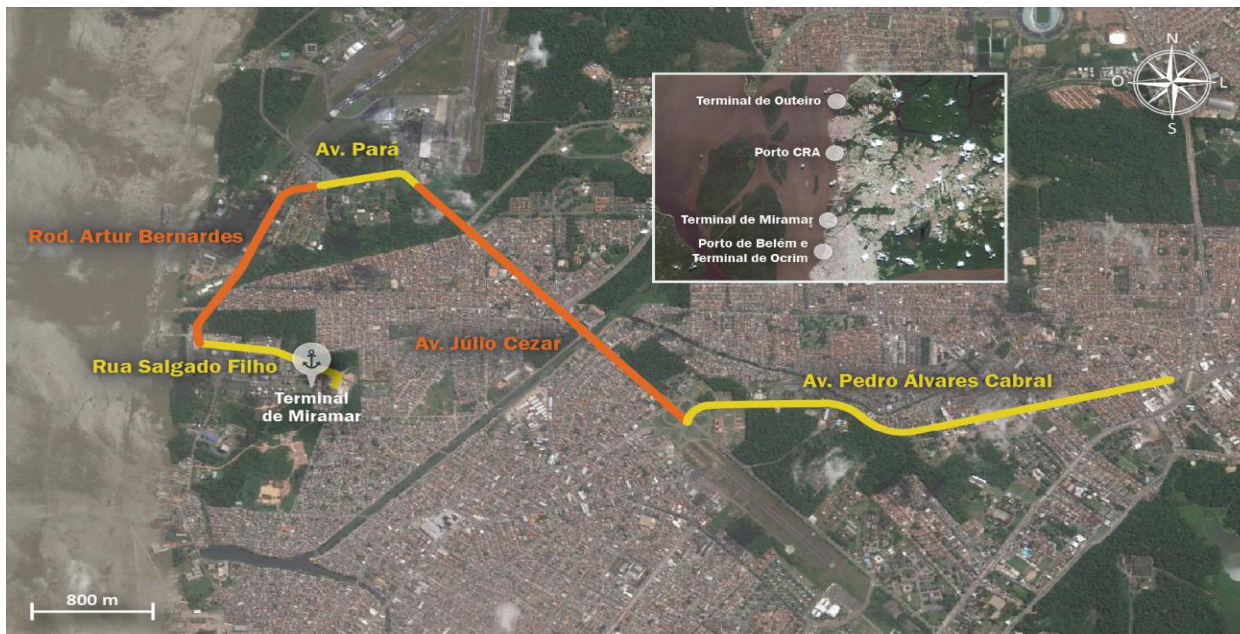 N
O
L
S
Terminal de Outeiro
Porto CRA
Terminal de Miramar
Porto de Belém e
Terminal de Ocrim
Av. Pará
Rod. Artur Bernardes
Av. Júlio Cezar
Rua Salgado Filho
Terminal
de Miramar
Av. Pedro Álvares Cabral
800 m